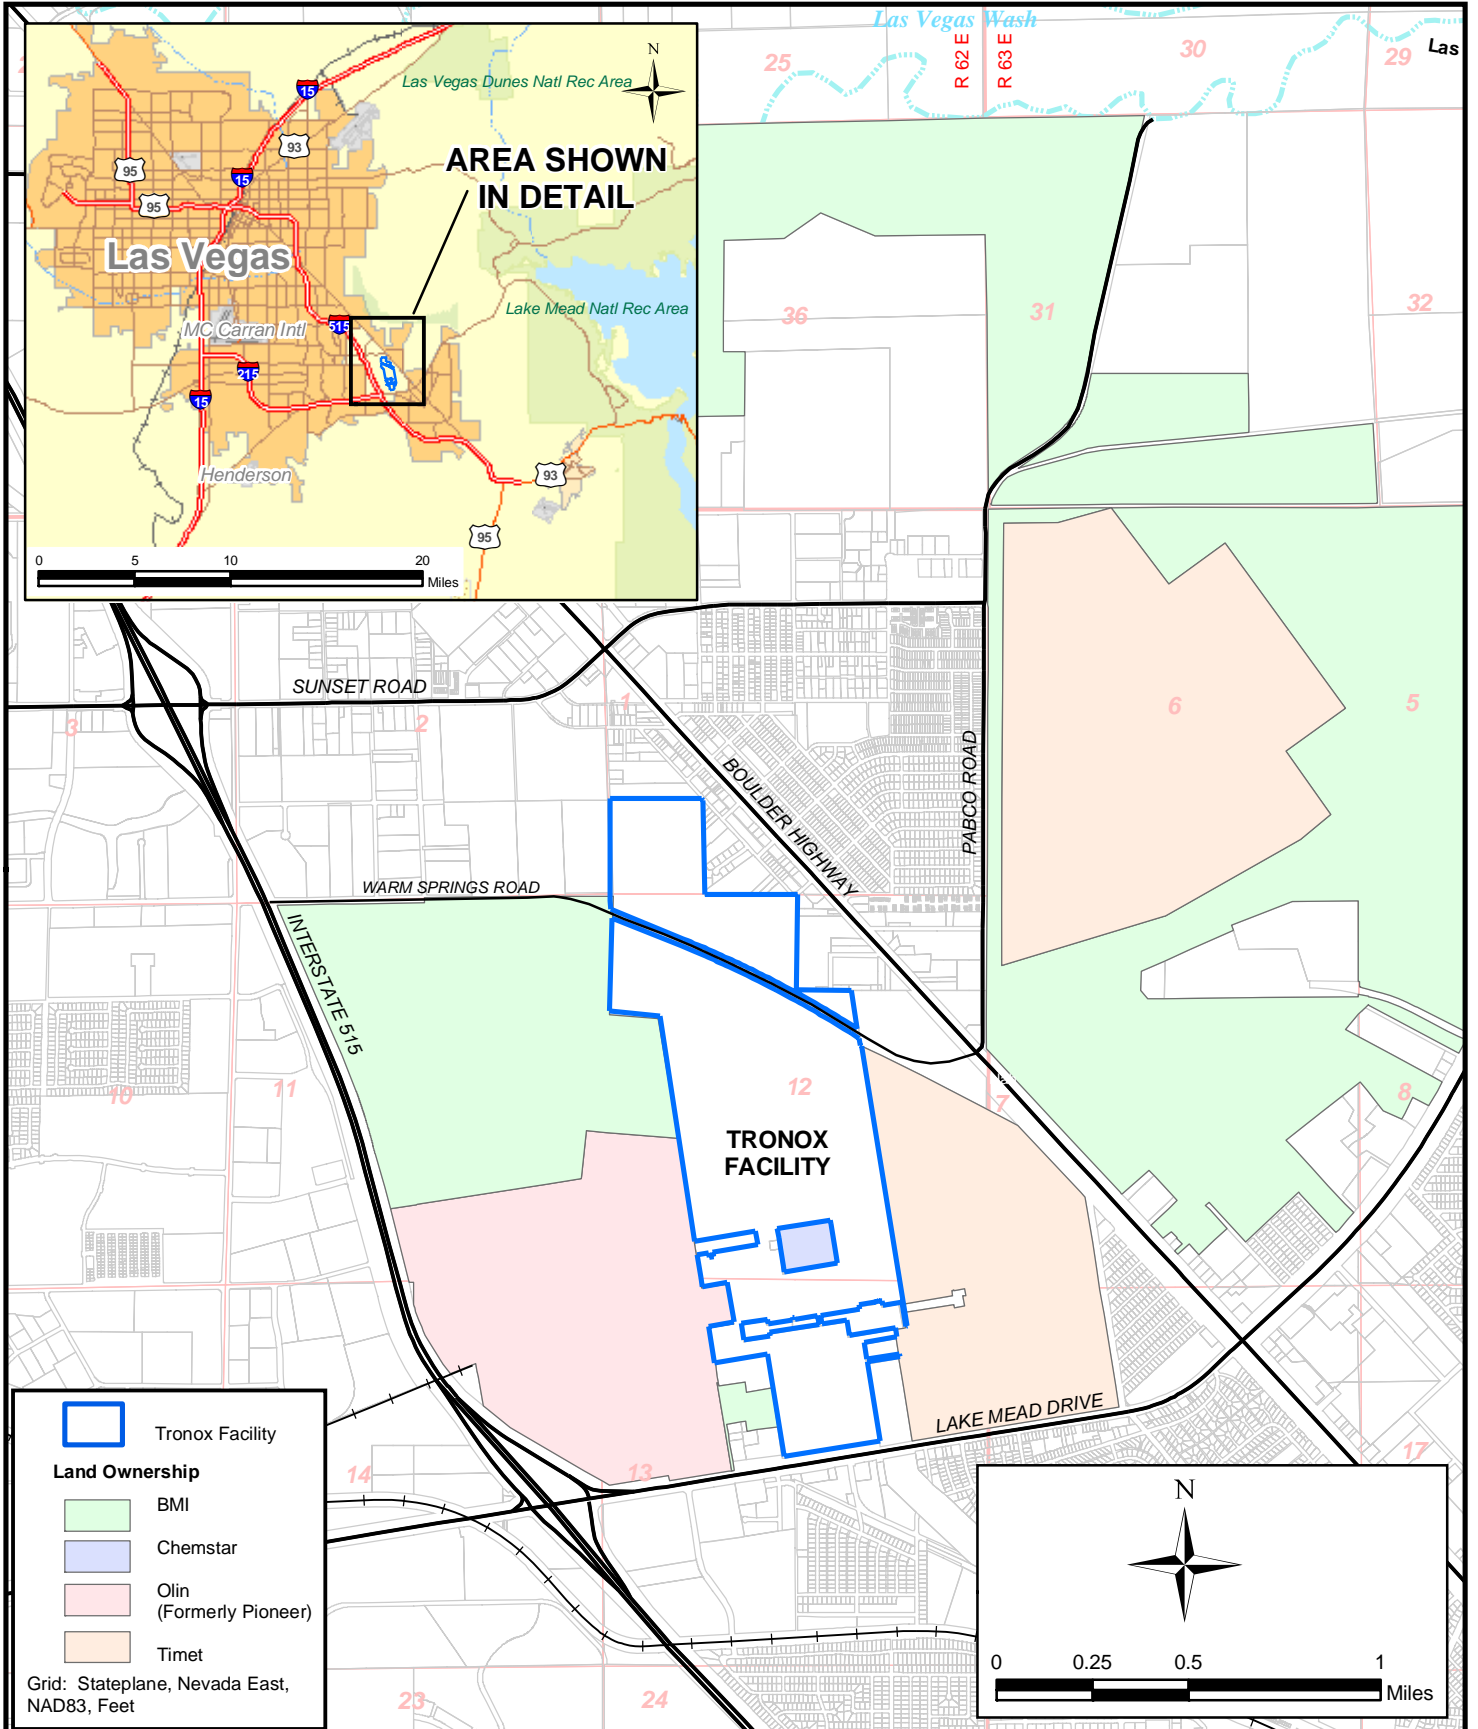 Las Vegas Wash
25
R 62 E
R 63 E
30
29
Las
N
15
Las Vegas Dunes Natl Rec Area
93
95
15
95
AREA SHOWN
IN DETAIL
Las Vegas
Lake Mead Natl Rec Area
MC Carran Intl
515
215
15
Henderson
93
95
0 5 10 20
Miles
36
31
32
SUNSET ROAD
3
2
1
6
5
BOULDER HIGHWAY
PABCO ROAD
WARM SPRINGS ROAD
INTERSTATE 515
10
11
12
7
8
TRONOX
FACILITY
LAKE MEAD DRIVE
14
13
17
23
24
Tronox Facility
Land Ownership
BMI
Chemstar
Olin
(Formerly Pioneer)
Timet
Grid: Stateplane, Nevada East,
NAD83, Feet
N
0 0.25 0.5 1
Miles